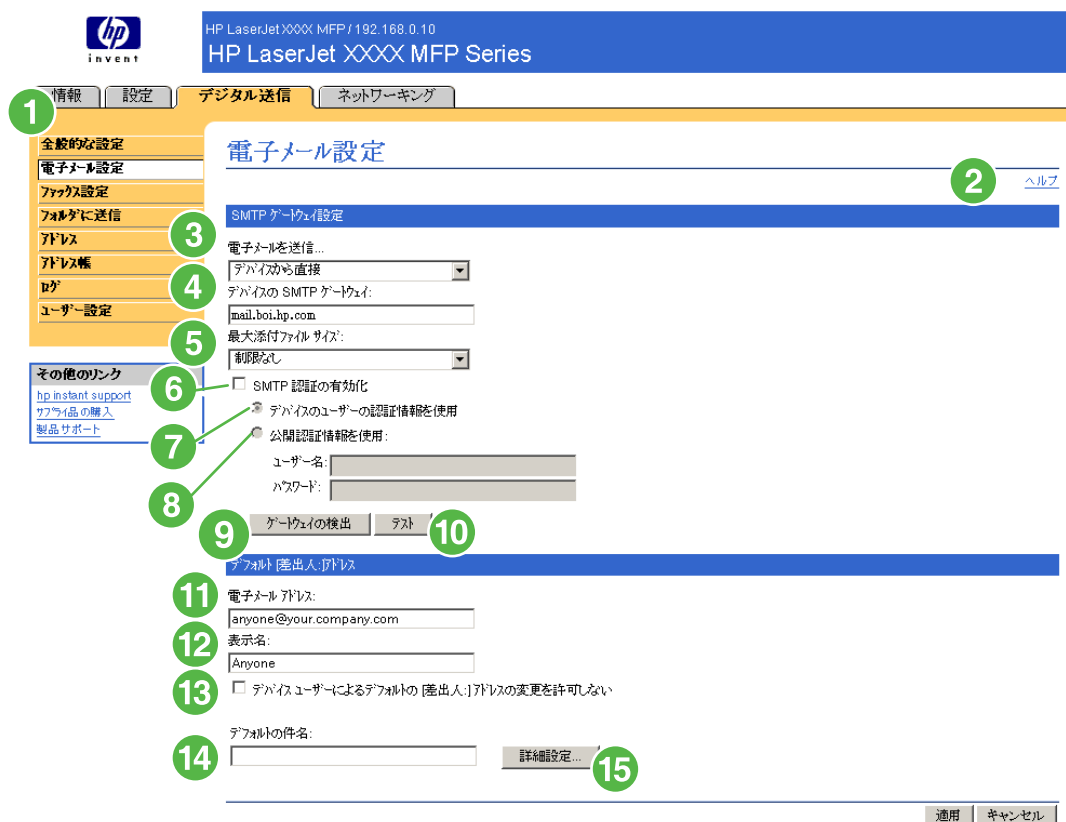 hp
invent
HP LaserJet XXXX MFP / 192.168.0.10
HP LaserJet XXXX MFP Series
情報
設定
デジタル送信
ネットワーキング
1
全般的な設定
電子メール設定
ファックス設定
フォルダに送信
アドレス
アドレス帳
ログ
ユーザー設定
その他のリンク
hp instant support
サプライ品の購入
製品サポート
電子メール設定
2
ヘルプ
SMTP ゲートウェイ設定
3
電子メールを送信...
デバイスから直接
4
デバイスの SMTP ゲートウェイ:
mail.boi.hp.com
5
最大添付ファイル サイズ:
制限なし
6
SMTP 認証の有効化
7
デバイスのユーザーの認証情報を使用
8
公開認証情報を使用:
ユーザー名:
パスワード:
9
ゲートウェイの検出
テスト
10
デフォルト [差出人:]アドレス
11
電子メール アドレス:
anyone@your.company.com
12
表示名:
Anyone
13
デバイス ユーザーによるデフォルトの [差出人:] アドレスの変更を許可しない
デフォルトの件名:
14
詳細設定...
15
適用
キャンセル